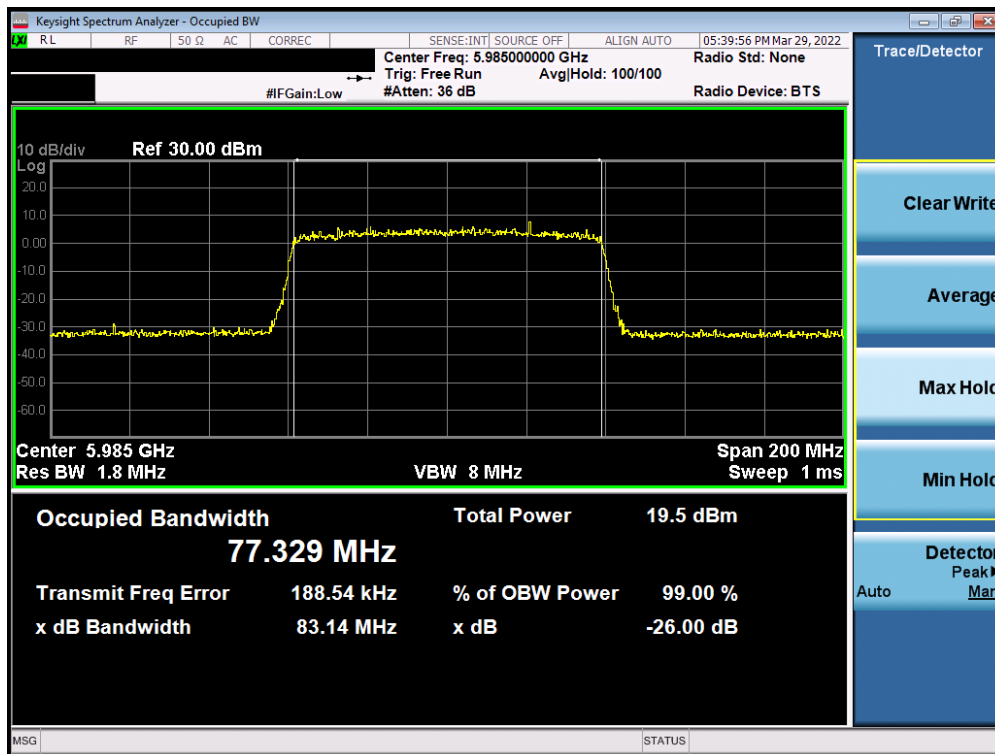 Keysight Spectrum Analyzer - Occupied BW
LXI RL RF 50 Ω AC CORREC SENSE:INT SOURCE OFF ALIGN AUTO 05:39:56 PM Mar 29, 2022
Center Freq: 5.985000000 GHz Radio Std: None
Trig: Free Run Avg|Hold: 100/100
#IFGain:Low #Atten: 36 dB Radio Device: BTS
Trace/Detector
10 dB/div Ref 30.00 dBm
Log
20.0
10.0
0.00
-10.0
-20.0
-30.0
-40.0
-50.0
-60.0
Center 5.985 GHz Span 200 MHz
Res BW 1.8 MHz VBW 8 MHz Sweep 1 ms
Occupied Bandwidth Total Power 19.5 dBm
77.329 MHz
Transmit Freq Error 188.54 kHz % of OBW Power 99.00 %
x dB Bandwidth 83.14 MHz x dB -26.00 dB
Clear Write
Average
Max Hold
Min Hold
Detector
Peak
Auto Man
MSG STATUS